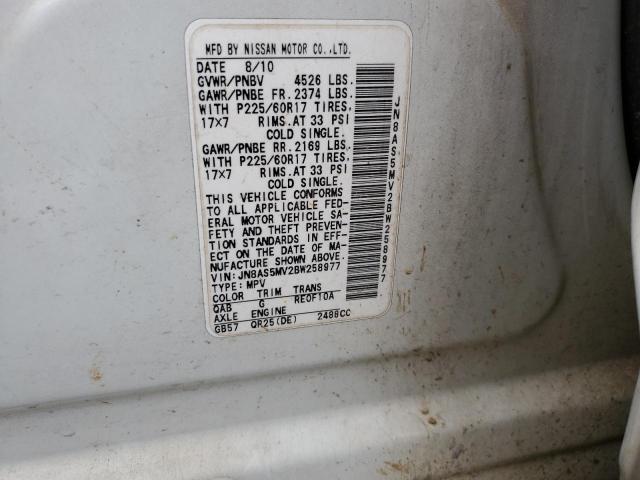 MFD BY NISSAN MOTOR CO.,LTD.
DATE 8/10
GVWR/PNBV 4526 LBS.
GAWR/PNBE FR. 2374 LBS.
WITH P225/60R17 TIRES,
17×7 RIMS.AT 33 PSI
COLD SINGLE.
GAWR/PNBE RR. 2169 LBS.
WITH P225/60R17 TIRES,
17×7 RIMS.AT 33 PSI
COLD SINGLE.
THIS VEHICLE CONFORMS
TO ALL APPLICABLE FED-
ERAL MOTOR VEHICLE SA-
FETY AND THEFT PREVEN-
TION STANDARDS IN EFF-
ECT ON THE DATE OF MA-
NUFACTURE SHOWN ABOVE.
VIN: JN8AS5MV2BW258977
TYPE: MPV
COLOR TRIM TRANS
QAB G RE0F10A
AXLE ENGINE
GB57 QR25(DE) 2488CC
JN8AS5MV2BW258977